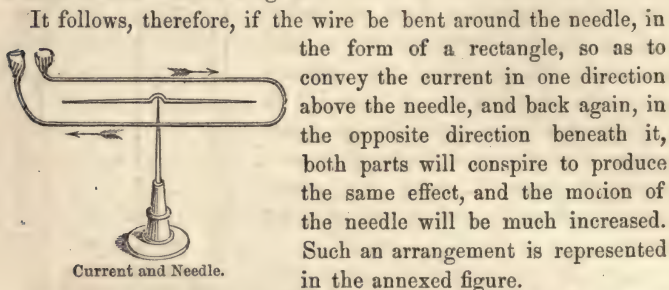 It follows, therefore, if the wire be bent around the needle, in
the form of a rectangle, so as to
convey the current in one direction
above the needle, and back again, in
the opposite direction beneath it,
both parts will conspire to produce
the same effect, and the motion of
the needle will be much increased.
Such an arrangement is represented
in the annexed figure.
Current and Needle.